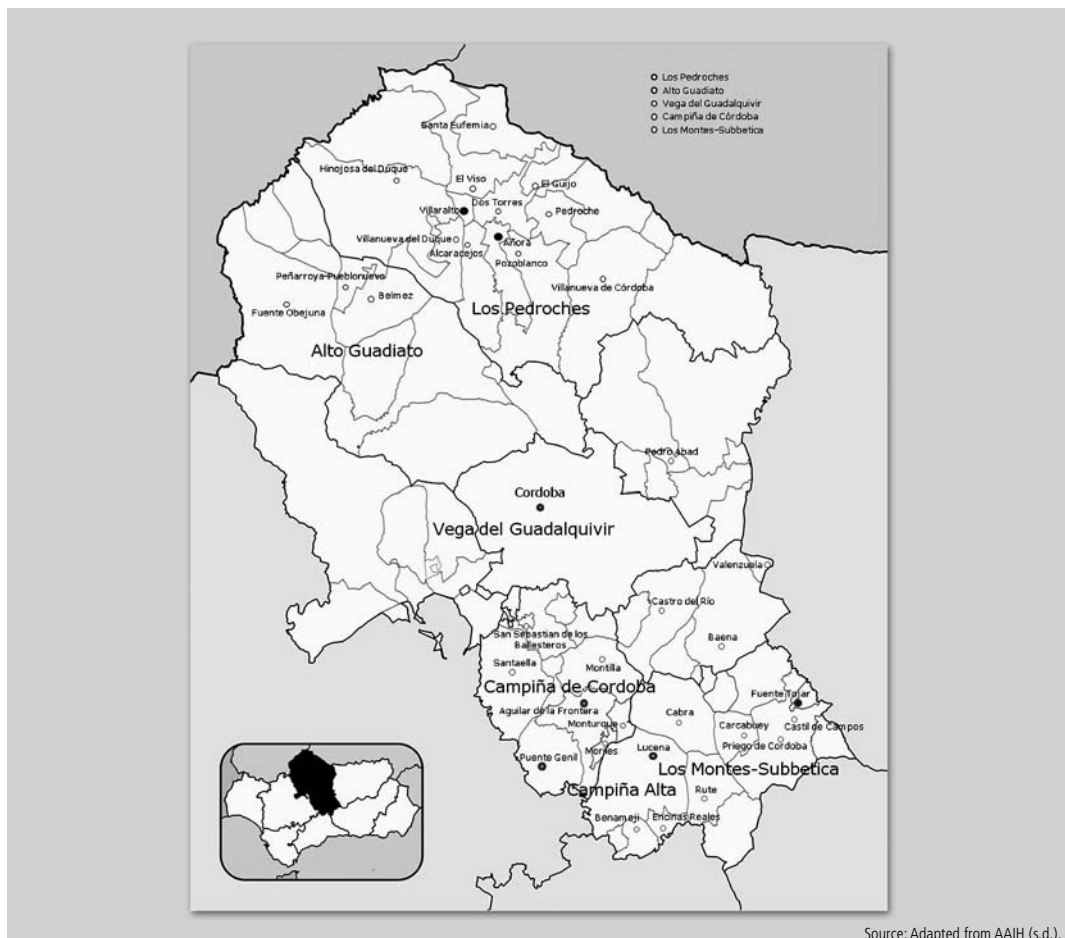 Los Pedroches
Alto Guadiato
Vega del Guadalquivir
Campiña de Córdoba
Los Montes-Subbetica
Santa Eufemia
Hinojosa del Duque
El Viso
El Guijo
Villaralto
Dos Torres
Pedroche
Villanueva del Duque
Añora
Alcaracejos
Pozoblanco
Peñarroya-Pueblonuevo
Villanueva de Córdoba
Belmez
Fuente Obejuna
Los Pedroches
Alto Guadiato
Pedro Abad
Cordoba
Vega del Guadalquivir
Valenzuela
Castro del Río
San Sebastian de los
Ballesteros
Baena
Santaella
Montilla
Campiña de Cordoba
Fuente Tojar
Aguilar de la Frontera
Cabra
Monturque
Carcabuey
Castil de Campos
Priego de Cordoba
Moriles
Lucena
Puente Genil
Los Montes-Subbetica
Campiña Alta
Rute
Benameji
Encinas Reales
Source: Adapted from AAIH (s.d.).